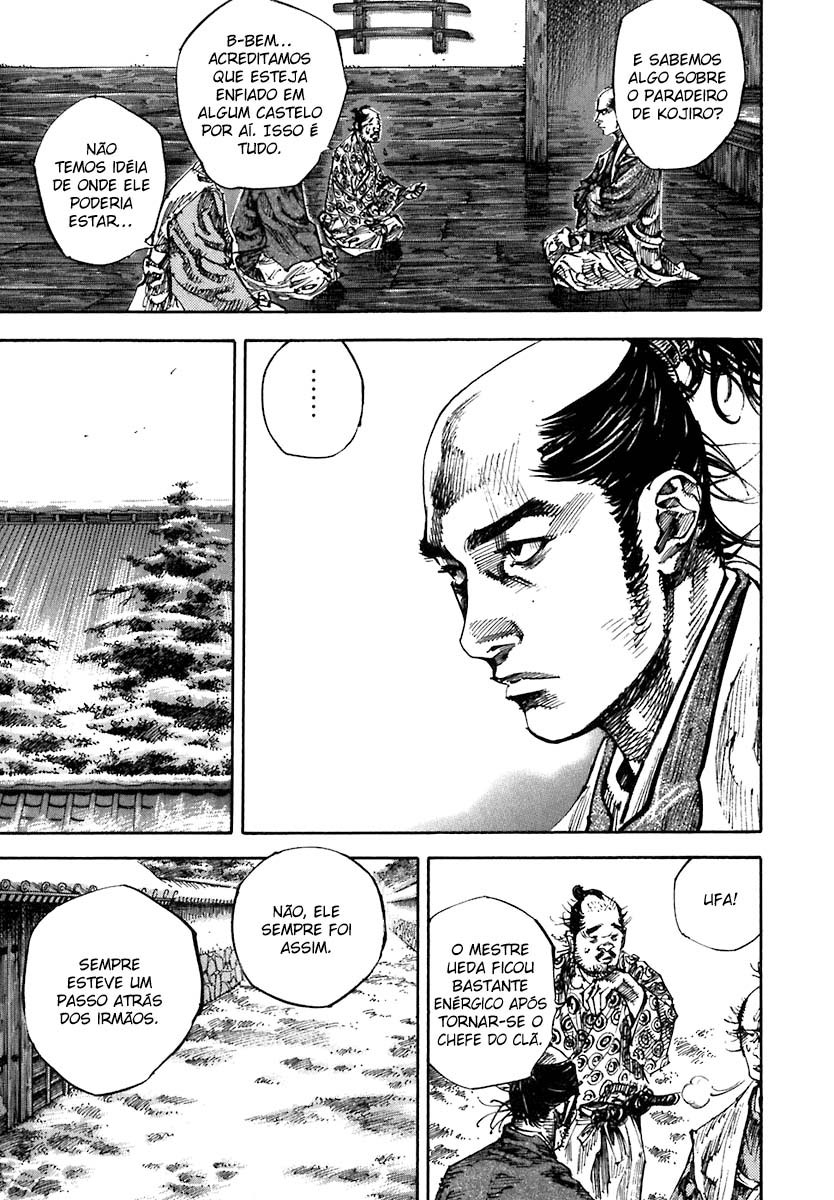 E SABEMOS
ALGO SOBRE
O PARADEIRO
DE KOJIRO?
B-BEM...
ACREDITAMOS
QUE ESTEJA
ENFIADO EM
ALGUM CASTELO
POR AÍ. ISSO É
TUDO.
NÃO
TEMOS IDÉIA
DE ONDE ELE
PODERIA
ESTAR...
......
UFA!
O MESTRE
UEDA FICOU
BASTANTE
ENÉRGICO APÓS
TORNAR-SE O
CHEFE DO CLÃ.
NÃO, ELE
SEMPRE FOI
ASSIM.
SEMPRE
ESTEVE UM
PASSO ATRÁS
DOS IRMÃOS.